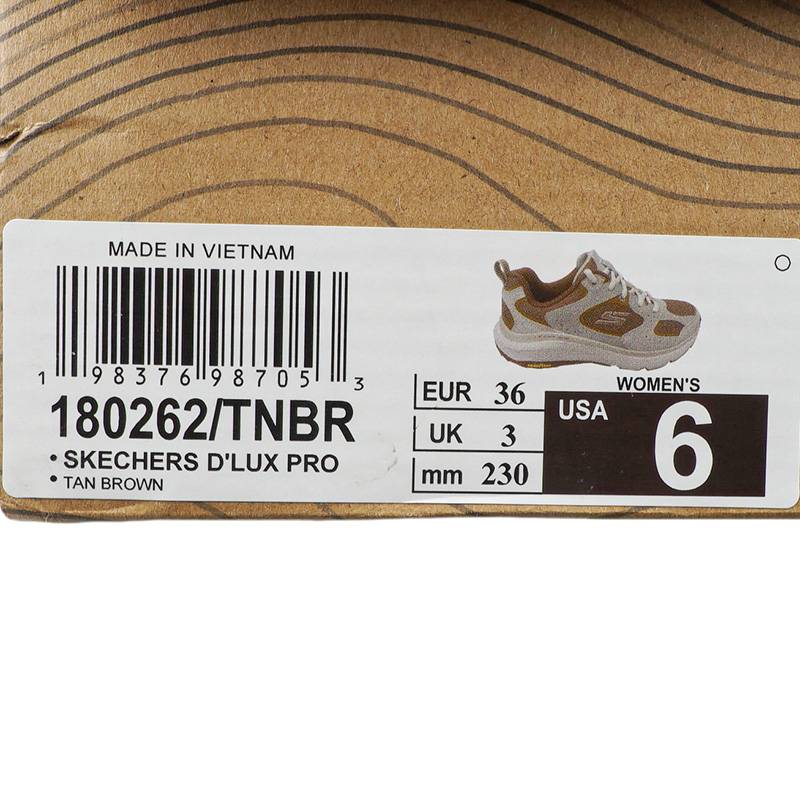 MADE IN VIETNAM
1 98376 98705 3
180262/TNBR
• SKECHERS D'LUX PRO
• TAN BROWN
EUR 36
UK 3
mm 230
WOMEN'S
USA 6